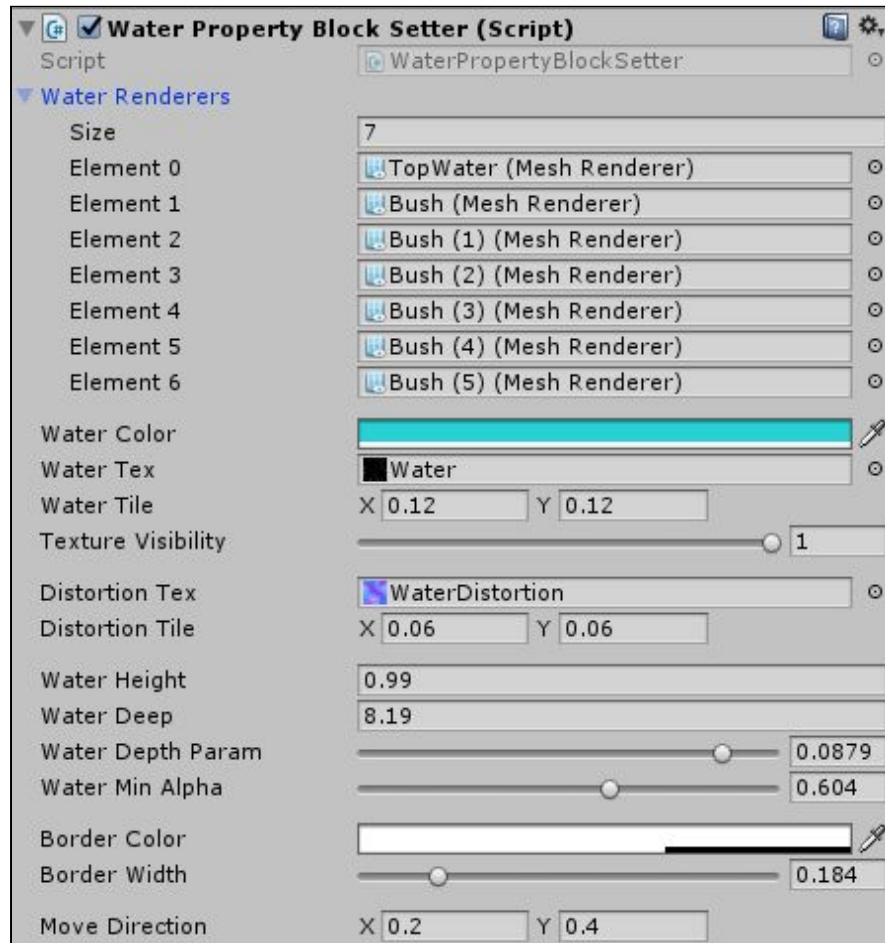 Water Property Block Setter (Script)
Script WaterPropertyBlockSetter
Water Renderers
Size 7
Element 0 TopWater (Mesh Renderer)
Element 1 Bush (Mesh Renderer)
Element 2 Bush (1) (Mesh Renderer)
Element 3 Bush (2) (Mesh Renderer)
Element 4 Bush (3) (Mesh Renderer)
Element 5 Bush (4) (Mesh Renderer)
Element 6 Bush (5) (Mesh Renderer)
Water Color
Water Tex Water
Water Tile X 0.12 Y 0.12
Texture Visibility 1
Distortion Tex WaterDistortion
Distortion Tile X 0.06 Y 0.06
Water Height 0.99
Water Deep 8.19
Water Depth Param 0.0879
Water Min Alpha 0.604
Border Color
Border Width 0.184
Move Direction X 0.2 Y 0.4